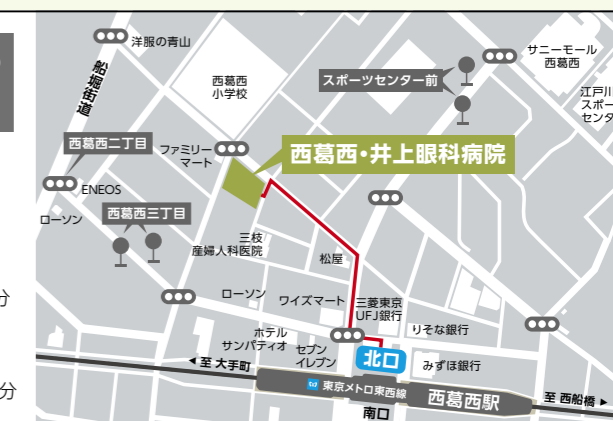 洋服の青山
船堀街道
西葛西
小学校
スポーツセンター前
サニーモール
西葛西
江戸川
スポー
センタ
西葛西二丁目
ファミリー
マート
西葛西・井上眼科病院
ENEOS
ローソン
西葛西三丁目
三枝
産婦人科医院
松屋
分
ローソン
ワイズマート
三菱東京
UFJ銀行
ホテル
サンパティオ
セブン
イレブン
りそな銀行
北口
みずほ銀行
◀ 至 大手町
東京メトロ東西線
西葛西駅
至 西船橋 ▶
分
南口